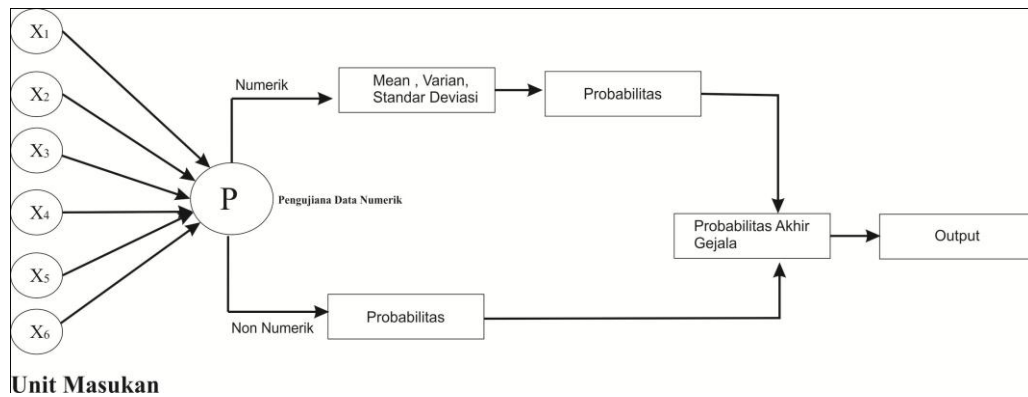 X1
X2
X3
X4
X5
X6
Unit Masukan
P
Pengujiana Data Numerik
Numerik
Mean , Varian,
Standar Deviasi
Probabilitas
Non Numerik
Probabilitas
Probabilitas Akhir
Gejala
Output